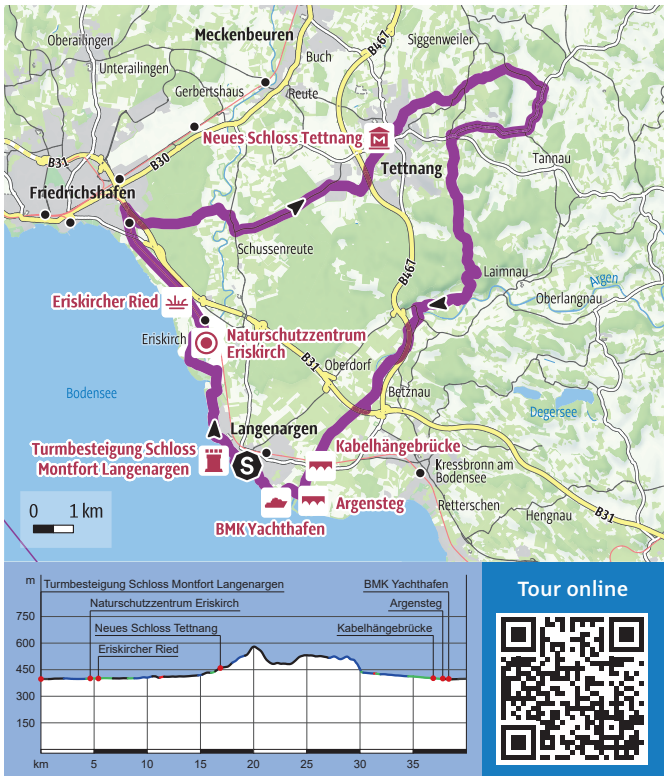 Oberailingen
Meckenbeuren
B467
Siggenweiler
Unterailingen
Buch
Gerbertshaus
Reute
B31
B30
Neues Schloss Tettnang
M
Tettnang
Tannau
Friedrichshafen
Schussenreute
Laimnau
B467
Argen
Oberlangnau
Eriskircher Ried
Eriskirch
Naturschutzzentrum
Eriskirch
B31
Oberdorf
Bodensee
Betznau
Degersee
Langenargen
Turmbesteigung Schloss
Montfort Langenargen
S
Kabelhängebrücke
Kressbronn am
Bodensee
Argensteg
Retterschen
Hengnau
B31
BMK Yachthafen
0 1 km
m
Turmbesteigung Schloss Montfort Langenargen
BMK Yachthafen
Naturschutzzentrum Eriskirch
Argensteg
Neues Schloss Tettnang
Kabelhängebrücke
Eriskircher Ried
750
600
450
300
150
km 5 10 15 20 25 30 35
Tour online